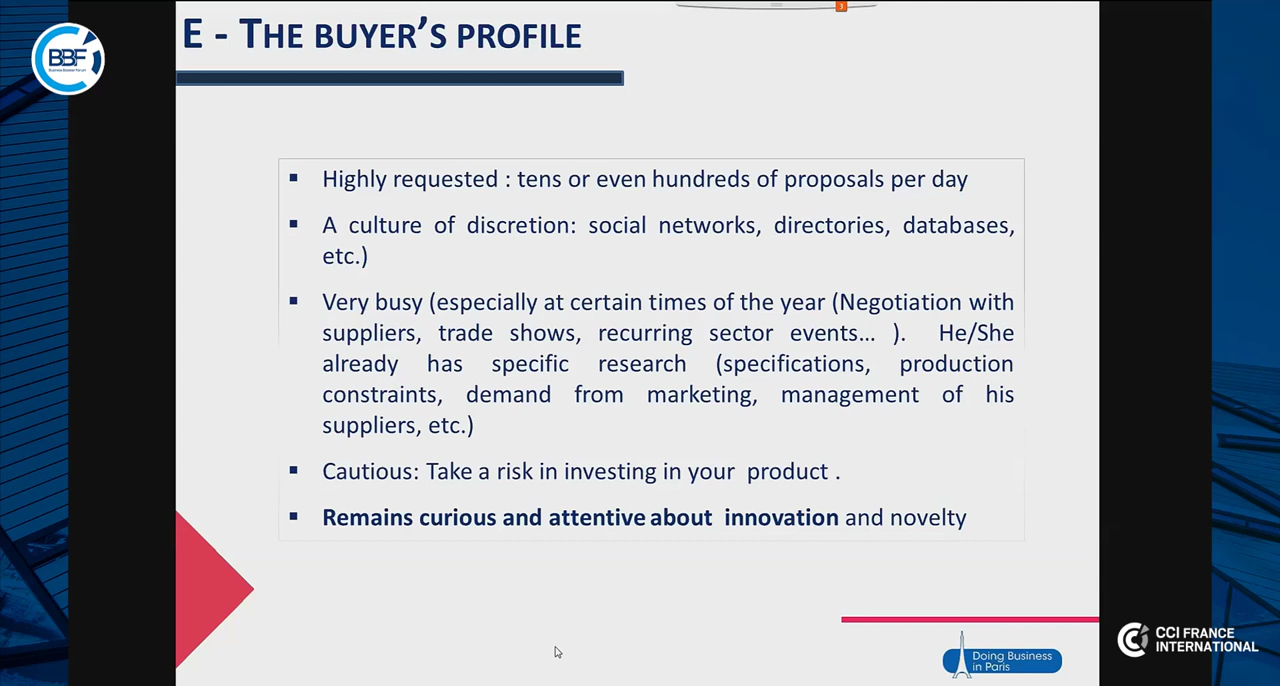 3
E - THE BUYER'S PROFILE
BBF
Business Booster Forum
▪ Highly requested : tens or even hundreds of proposals per day
▪ A culture of discretion: social networks, directories, databases,
etc.)
▪ Very busy (especially at certain times of the year (Negotiation with
suppliers, trade shows, recurring sector events... ). He/She
already has specific research (specifications, production
constraints, demand from marketing, management of his
suppliers, etc.)
▪ Cautious: Take a risk in investing in your product .
▪ Remains curious and attentive about innovation and novelty
Doing Business
in Paris
CCI FRANCE
INTERNATIONAL